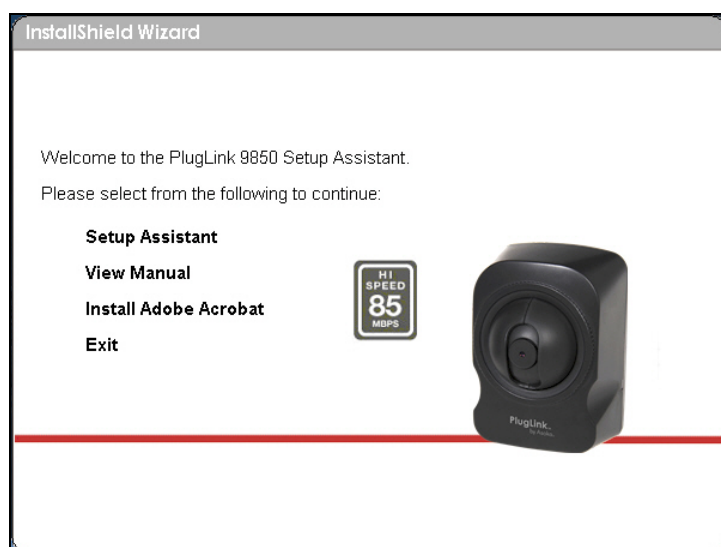 InstallShield Wizard
Welcome to the PlugLink 9850 Setup Assistant.
Please select from the following to continue:
Setup Assistant
View Manual
Install Adobe Acrobat
Exit
HI
SPEED
85
MBPS
PlugLink.